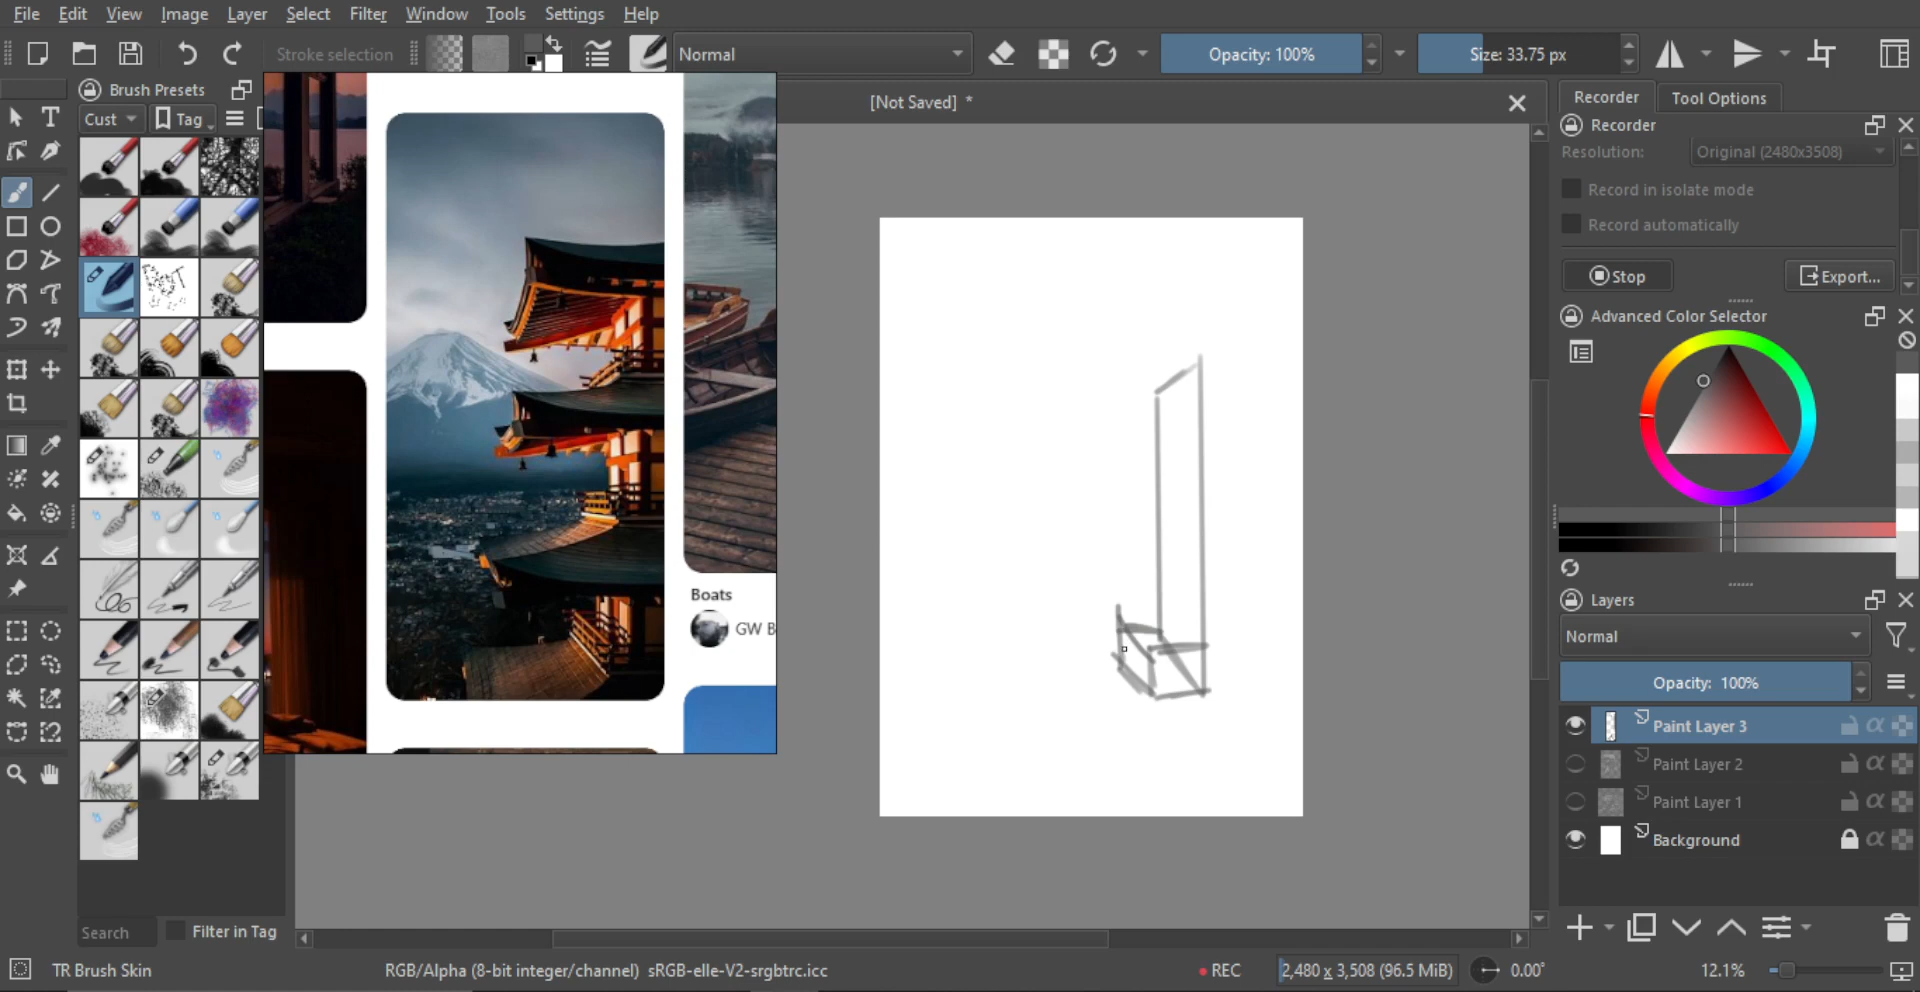 File Edit View Image Layer Select Filter Window Tools Settings Help
Stroke selection Normal Opacity: 100% Size: 33.75 px
Brush Presets
Cust Tag
[Not Saved] *
Recorder Tool Options
Recorder
Resolution: Original (2480x3508)
Record in isolate mode
Record automatically
Stop Export...
Advanced Color Selector
Boats
GW B
Layers
Normal
Opacity: 100%
Paint Layer 3
Paint Layer 2
Paint Layer 1
Background
Search Filter in Tag
TR Brush Skin RGB/Alpha (8-bit integer/channel) sRGB-elle-V2-srgbtrc.icc REC 2,480 x 3,508 (96.5 MiB) 0.00° 12.1%